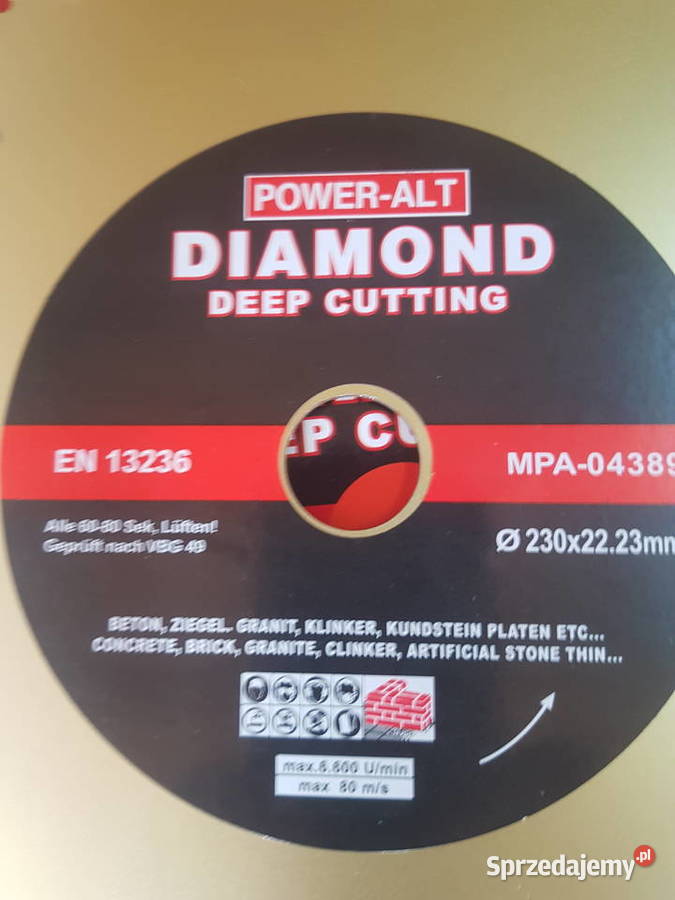 POWER-ALT
DIAMOND
DEEP CUTTING
EP CU
EN 13236
MPA-04389
Alle 60-80 Sek, Lüften!
Geprüft nach VBG 49
Ø 230x22.23mm
BETON, ZIEGEL. GRANIT, KLINKER, KUNDSTEIN PLATEN ETC...
CONCRETE, BRICK, GRANITE, CLINKER, ARTIFICIAL STONE THIN...
max.6.600 U/min
max 80 m/s
Sprzedajemy.pl